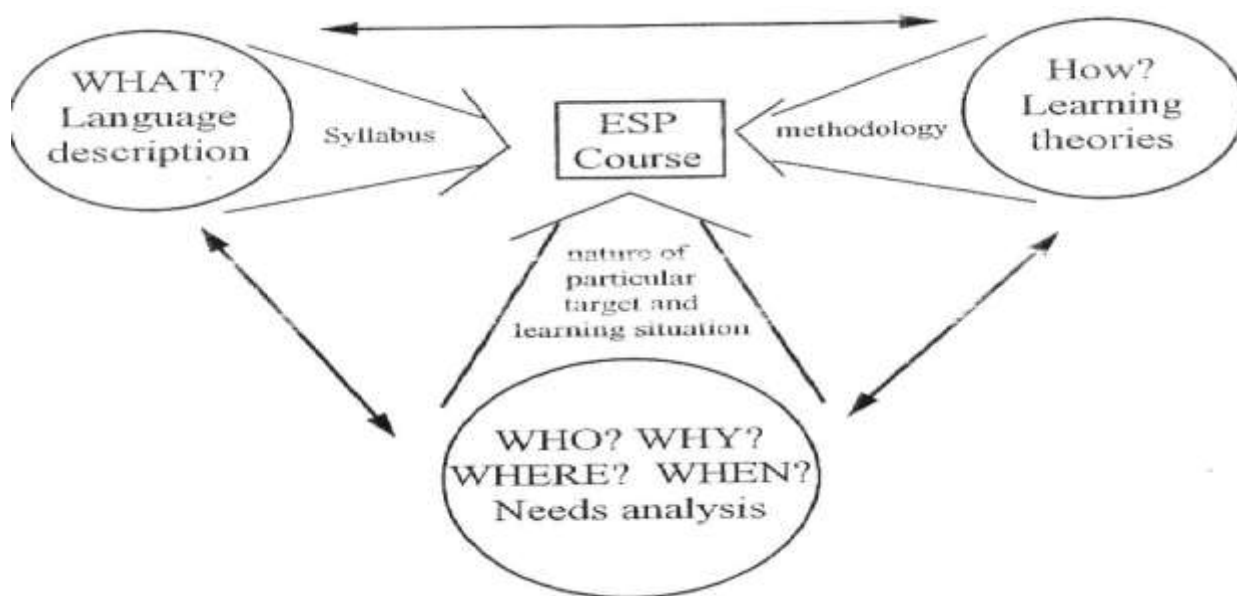 WHAT?
Language
description
Syllabus
ESP
Course
methodology
How?
Learning
theories
nature of
particular
target and
learning situation
WHO? WHY?
WHERE? WHEN?
Needs analysis